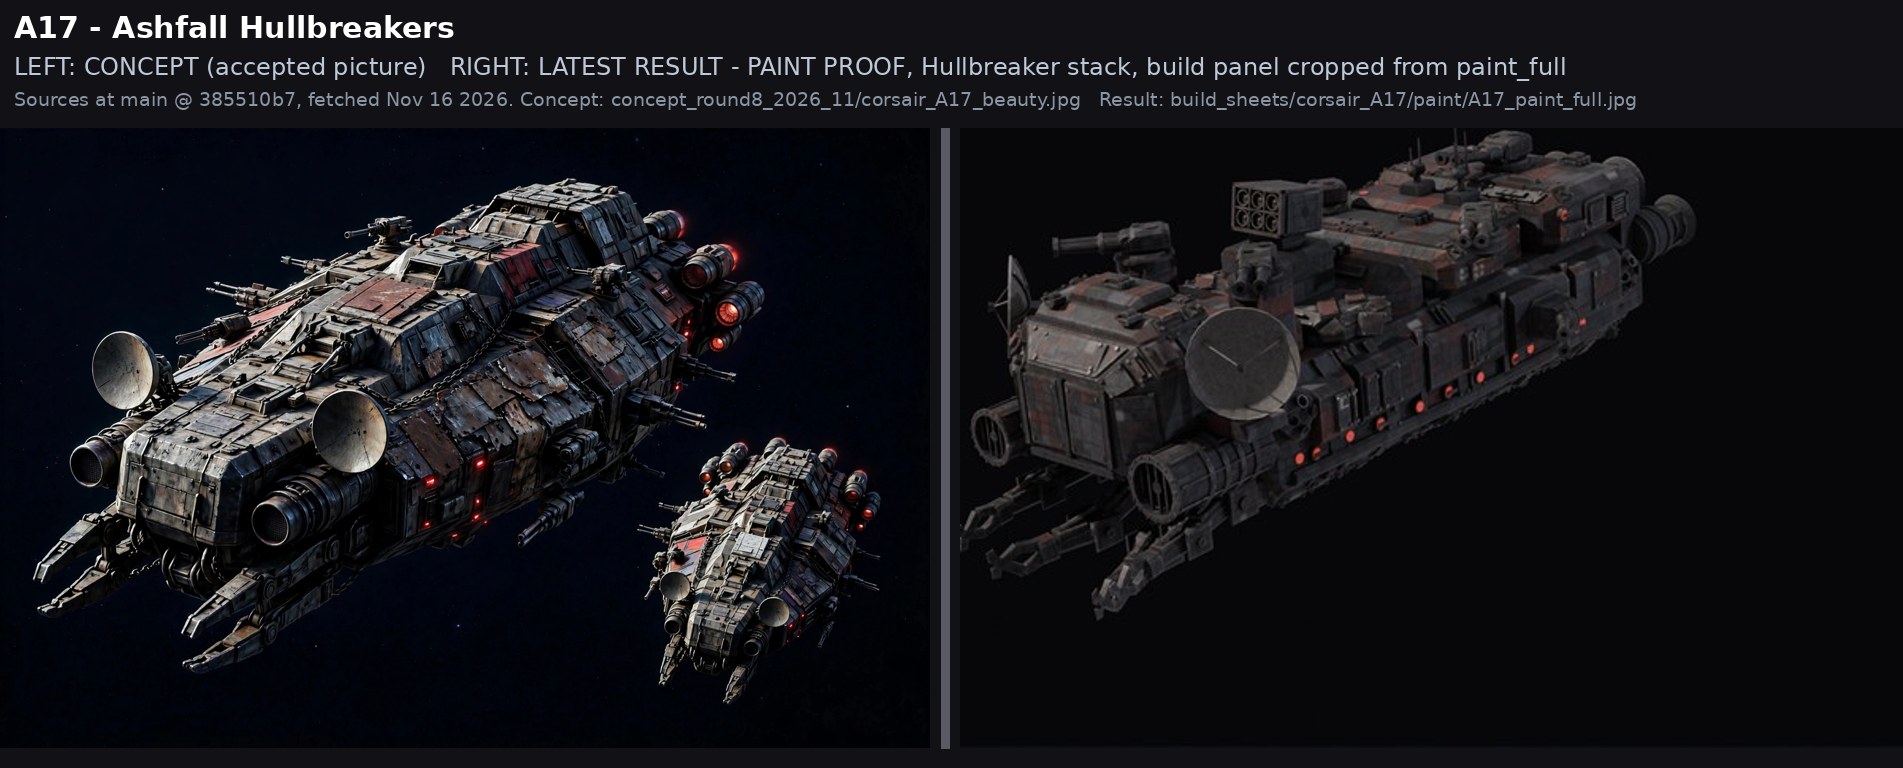 A17 - Ashfall Hullbreakers
LEFT: CONCEPT (accepted picture)   RIGHT: LATEST RESULT - PAINT PROOF, Hullbreaker stack, build panel cropped from paint_full
Sources at main @ 385510b7, fetched Nov 16 2026. Concept: concept_round8_2026_11/corsair_A17_beauty.jpg   Result: build_sheets/corsair_A17/paint/A17_paint_full.jpg